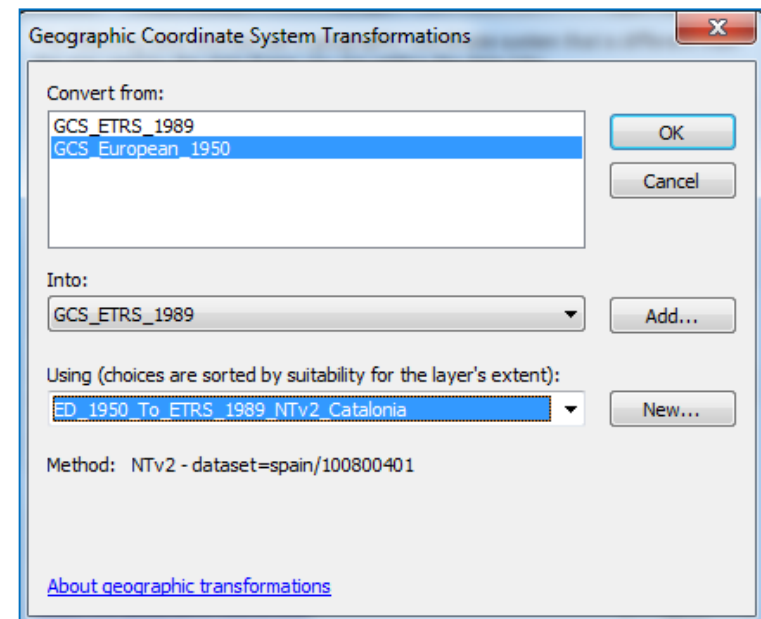 Geographic Coordinate System Transformations
Convert from:
GCS_ETRS_1989
GCS_European_1950
OK
Cancel
Into:
GCS_ETRS_1989
Add...
Using (choices are sorted by suitability for the layer's extent):
ED_1950_To_ETRS_1989_NTv2_Catalonia
New...
Method: NTv2 - dataset=spain/100800401
About geographic transformations